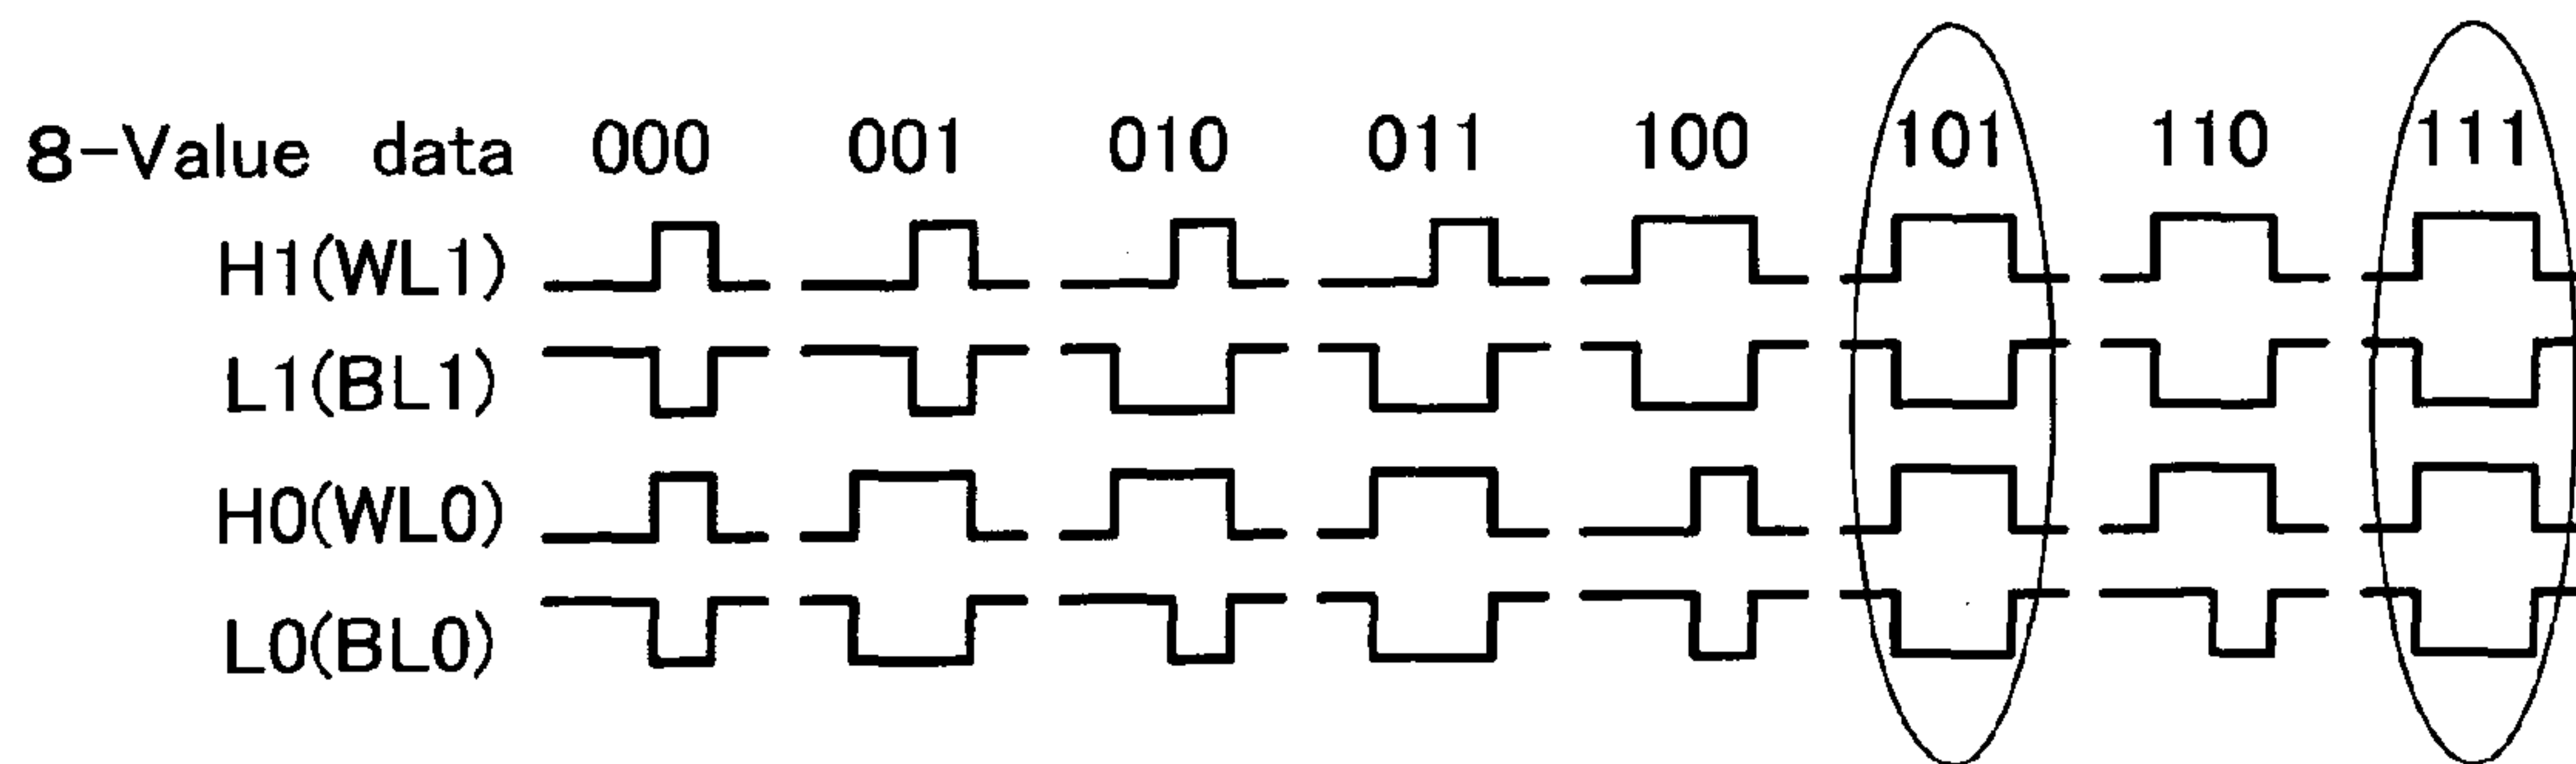 8-Value data 000 001 010 011 100 101 110 111
H1(WL1)
L1(BL1)
H0(WL0)
L0(BL0)